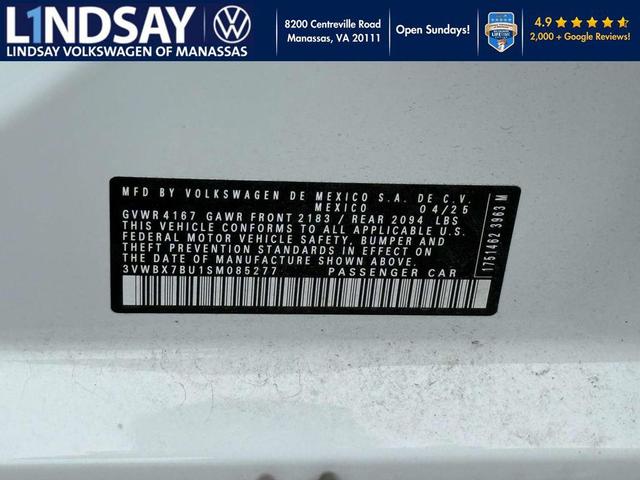 LINDSAY
LINDSAY VOLKSWAGEN OF MANASSAS
8200 Centreville Road
Manassas, VA 20111
Open Sundays!
4.9
2,000 + Google Reviews!
MFD BY VOLKSWAGEN DE MEXICO S.A. DE C.V.
MEXICO 04/25
GVWR 4167 GAWR FRONT 2183 / REAR 2094 LBS
THIS VEHICLE CONFORMS TO ALL APPLICABLE U.S.
FEDERAL MOTOR VEHICLE SAFETY, BUMPER AND
THEFT PREVENTION STANDARDS IN EFFECT ON
THE DATE OF MANUFACTURE SHOWN ABOVE.
3VWBX7BU1SM085277 PASSENGER CAR
1751462 3963 M